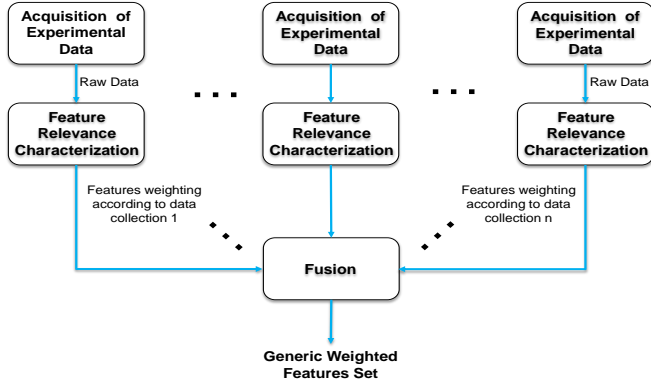 Acquisition of
Experimental
Data
Acquisition of
Experimental
Data
Acquisition of
Experimental
Data
Raw Data
Raw Data
Feature
Relevance
Characterization
Feature
Relevance
Characterization
Feature
Relevance
Characterization
Features weighting
according to data
collection 1
Features weighting
according to data
collection n
Fusion
Generic Weighted
Features Set